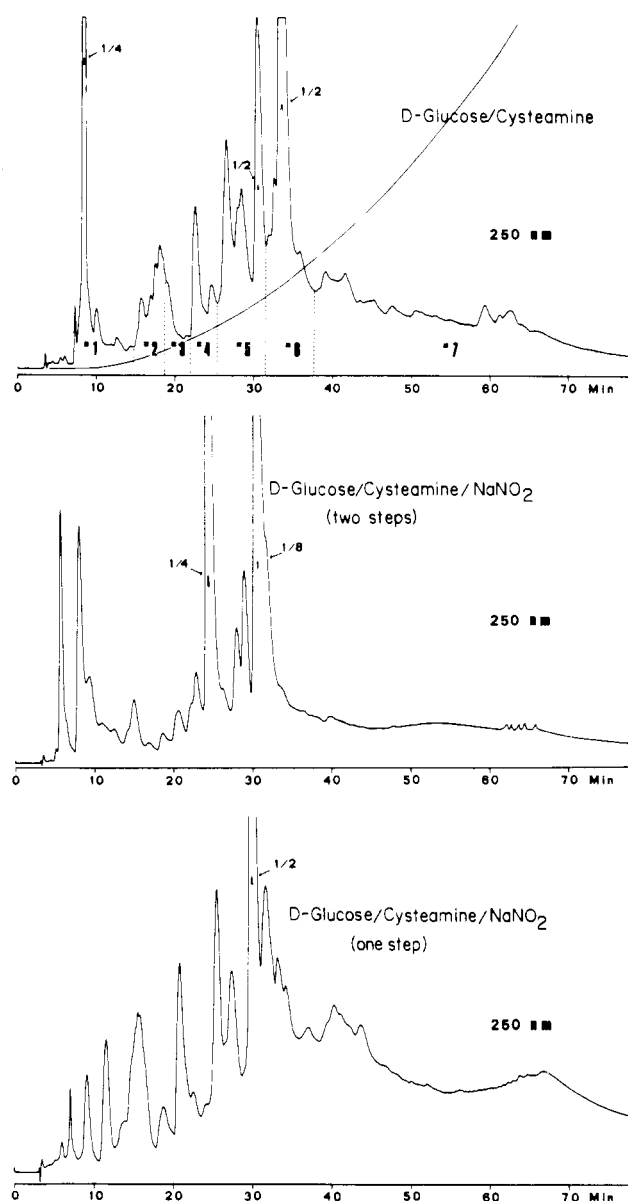 1/4
1/2
D-Glucose/Cysteamine
1/2
250 nm
#1 #2 #3 #4 #5 #6 #7
0 10 20 30 40 50 60 70 Min
D-Glucose/Cysteamine/NaNO2
(two steps)
1/4
1/8
250 nm
0 10 20 30 40 50 60 70 Min
1/2
D-Glucose/Cysteamine/NaNO2
(one step)
250 nm
0 10 20 30 40 50 60 70 Min